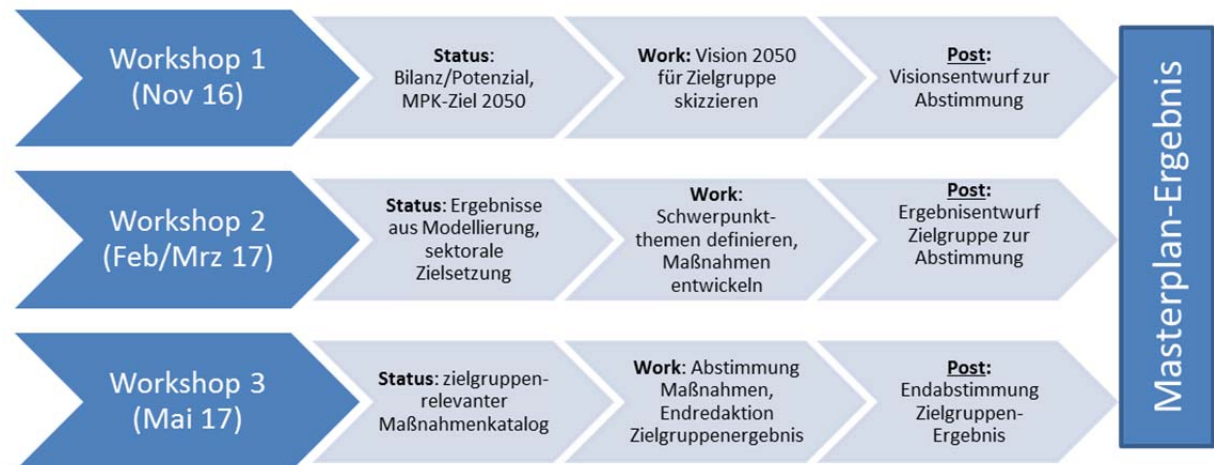 Workshop 1
(Nov 16)
Status:
Bilanz/Potenzial,
MPK-Ziel 2050
Work: Vision 2050
für Zielgruppe
skizzieren
Post:
Visionsentwurf zur
Abstimmung
Workshop 2
(Feb/Mrz 17)
Status: Ergebnisse
aus Modellierung,
sektorale
Zielsetzung
Work:
Schwerpunkt-
themen definieren,
Maßnahmen
entwickeln
Post:
Ergebnisentwurf
Zielgruppe zur
Abstimmung
Workshop 3
(Mai 17)
Status: zielgruppen-
relevanter
Maßnahmenkatalog
Work: Abstimmung
Maßnahmen,
Endredaktion
Zielgruppenergebnis
Post:
Endabstimmung
Zielgruppen-
Ergebnis
Masterplan-Ergebnis